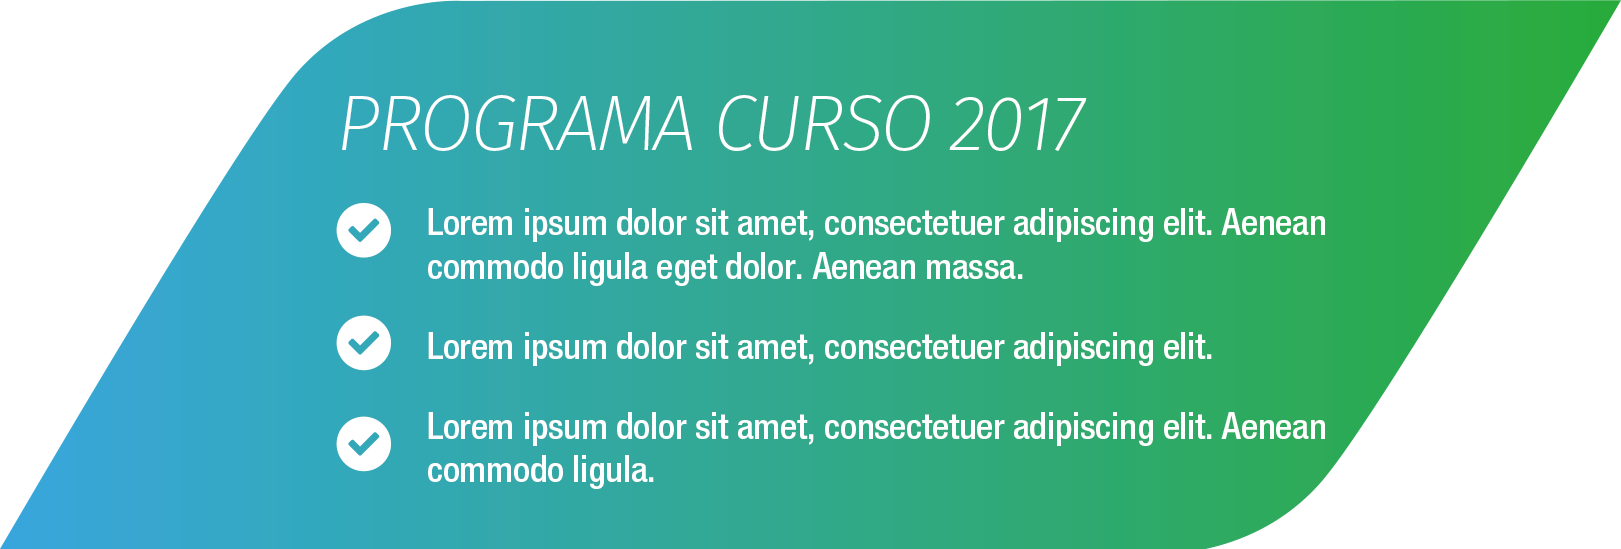 PROGRAMA CURSO 2017
Lorem ipsum dolor sit amet, consectetuer adipiscing elit. Aenean
commodo ligula eget dolor. Aenean massa.
Lorem ipsum dolor sit amet, consectetuer adipiscing elit.
Lorem ipsum dolor sit amet, consectetuer adipiscing elit. Aenean
commodo ligula.